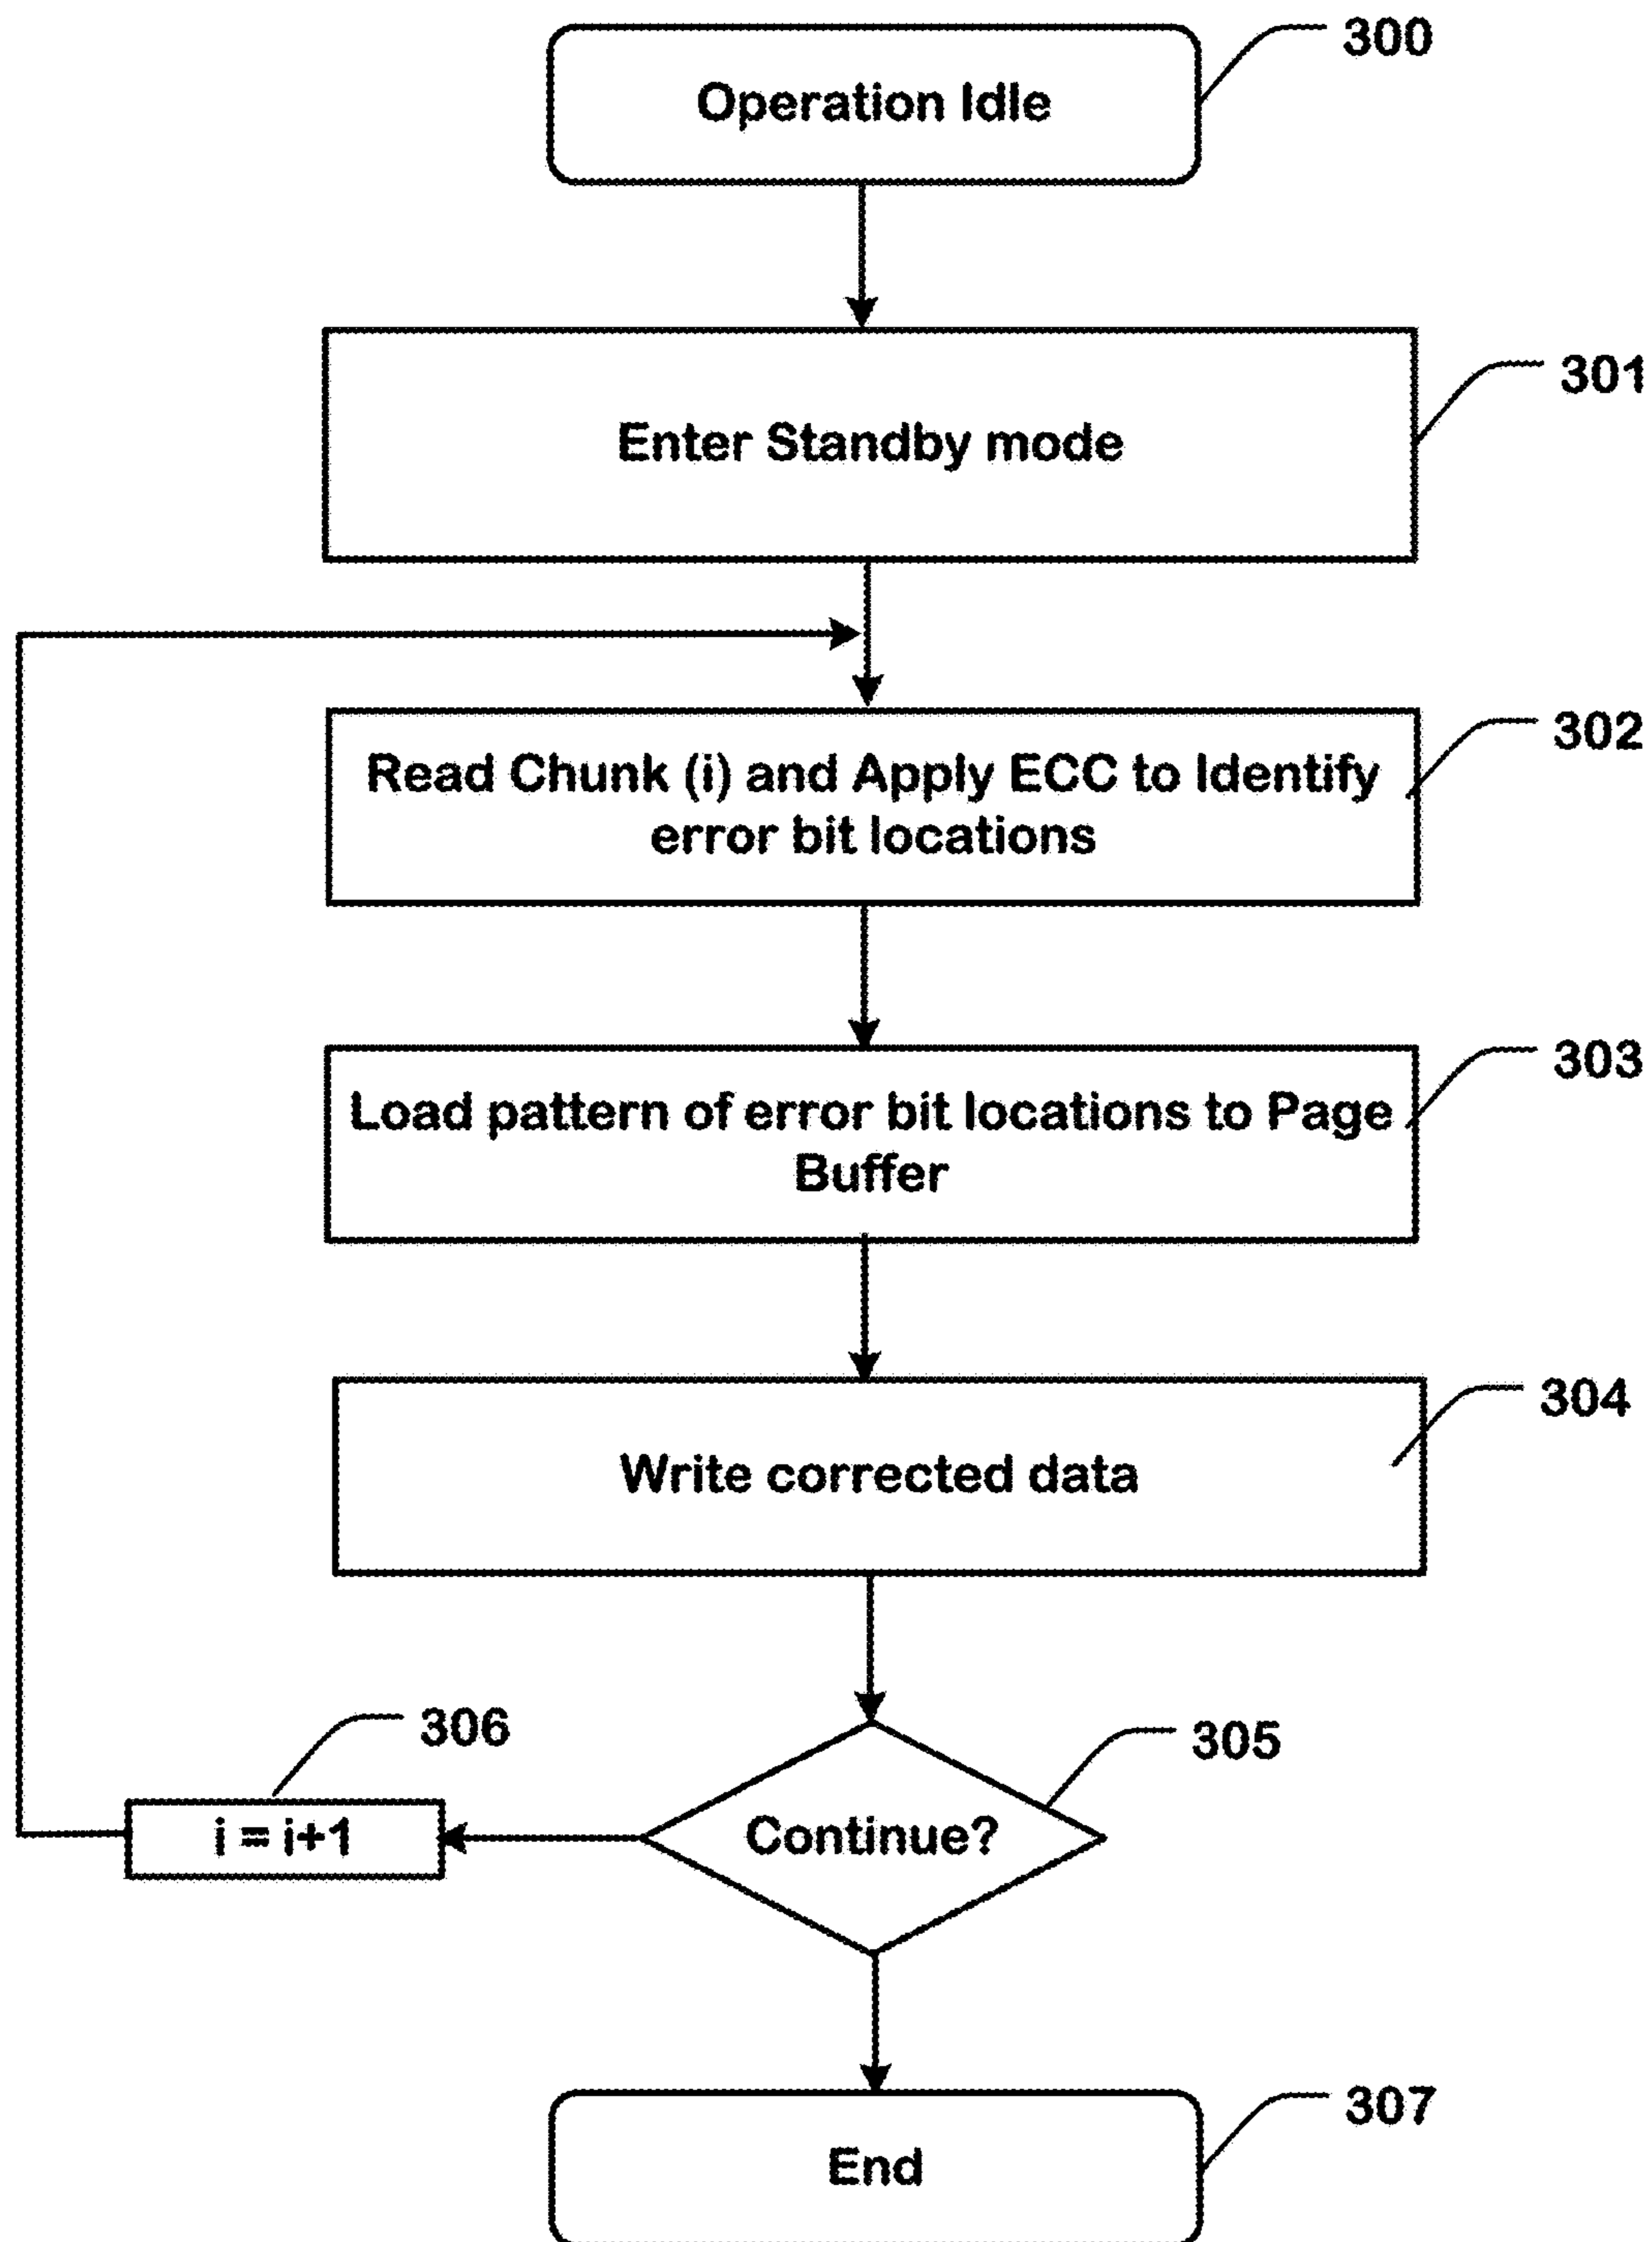 300
Operation Idle
301
Enter Standby mode
302
Read Chunk (i) and Apply ECC to Identify
error bit locations
303
Load pattern of error bit locations to Page
Buffer
304
Write corrected data
306
305
i = i+1
Continue?
307
End